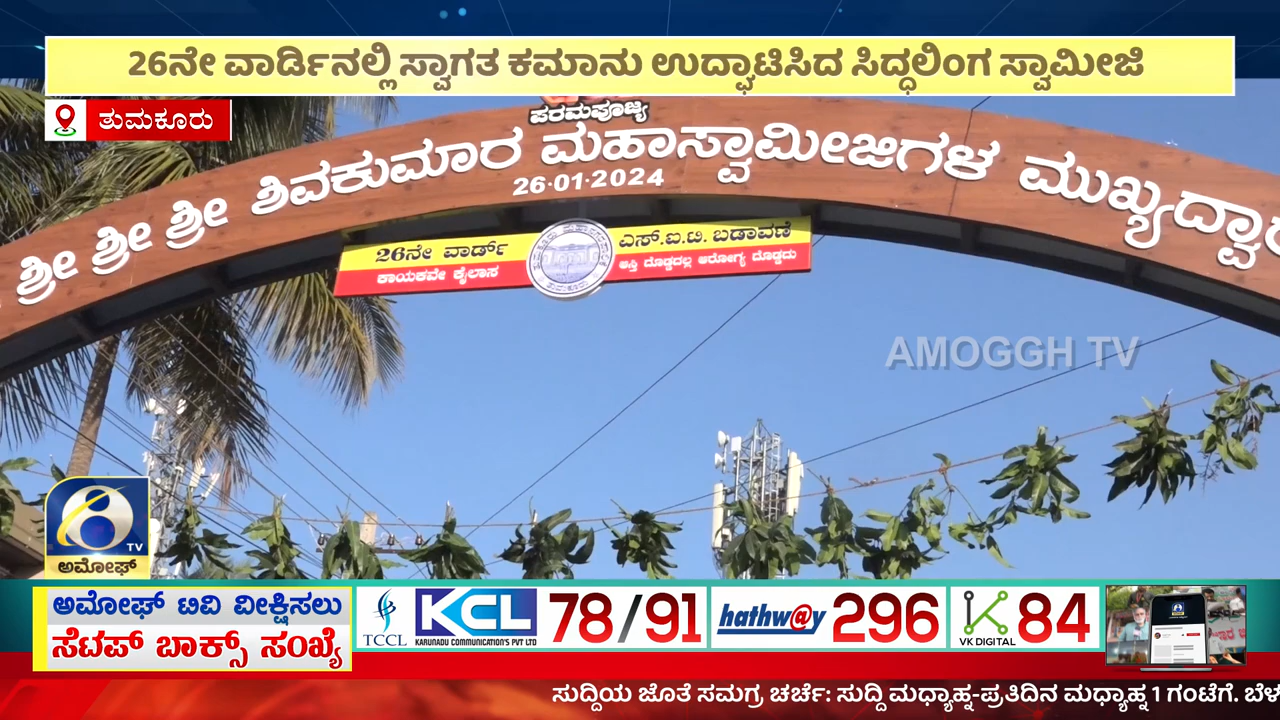 26ನೇ ವಾರ್ಡಿನಲ್ಲಿ ಸ್ವಾಗತ ಕಮಾನು ಉದ್ಘಾಟಿಸಿದ ಸಿದ್ಧಲಿಂಗ ಸ್ವಾಮೀಜಿ
ತುಮಕೂರು
ಪರಮಪೂಜ್ಯ
ಶ್ರೀ ಶ್ರೀ ಶ್ರೀ ಶಿವಕುಮಾರ ಮಹಾಸ್ವಾಮೀಜಿಗಳ ಮುಖ್ಯದ್ವಾರ
26·01·2024
26ನೇ ವಾರ್ಡ್ ಎಸ್.ಐ.ಟಿ. ಬಡಾವಣೆ
ಕಾಯಕವೇ ಕೈಲಾಸ ಆಸ್ತಿ ದೊಡ್ಡದಲ್ಲ ಆರೋಗ್ಯ ದೊಡ್ಡದು
ತುಮಕೂರು
AMOGGH TV
TV
ಅಮೋಘ್
ಅಮೋಘ್ ಟಿವಿ ವೀಕ್ಷಿಸಲು
ಸೆಟಪ್ ಬಾಕ್ಸ್ ಸಂಖ್ಯೆ
TCCL
KCL
KARUNADU COMMUNICATION'S PVT LTD
78/91
hathw@y
296
VK DIGITAL
84
ಸುದ್ದಿಯ ಜೊತೆ ಸಮಗ್ರ ಚರ್ಚೆ: ಸುದ್ದಿ ಮಧ್ಯಾಹ್ನ-ಪ್ರತಿದಿನ ಮಧ್ಯಾಹ್ನ 1 ಗಂಟೆಗೆ. ಬೆಳ